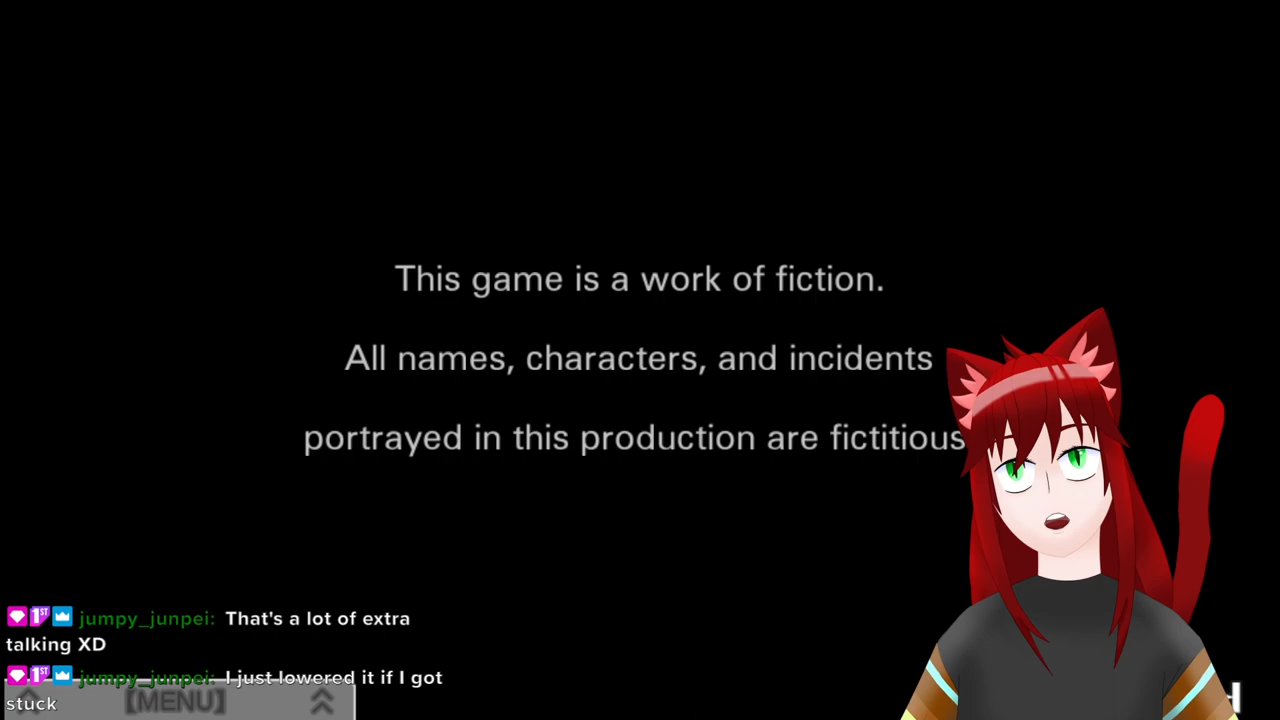 This game is a work of fiction.
All names, characters, and incidents
portrayed in this production are fictitious
jumpy_junpei: That's a lot of extra
talking XD
jumpy_junpei: I just lowered it if I got
stuck
【MENU】